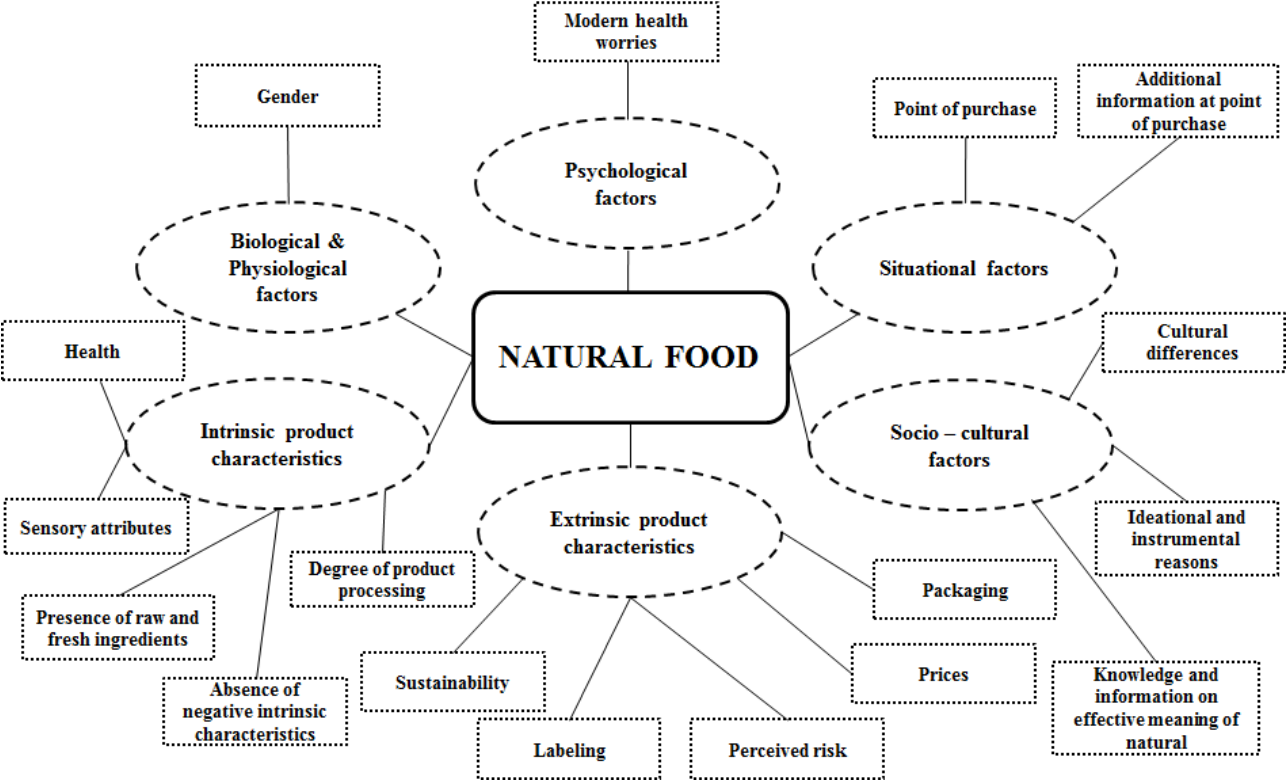 Modern health
worries
Gender
Point of purchase
Additional
information at point
of purchase
Psychological
factors
Biological &
Physiological
factors
Situational factors
NATURAL FOOD
Health
Cultural
differences
Intrinsic product
characteristics
Socio – cultural
factors
Sensory attributes
Extrinsic product
characteristics
Ideational and
instrumental
reasons
Degree of product
processing
Packaging
Presence of raw and
fresh ingredients
Sustainability
Prices
Absence of
negative intrinsic
characteristics
Knowledge and
information on
effective meaning of
natural
Labeling
Perceived risk